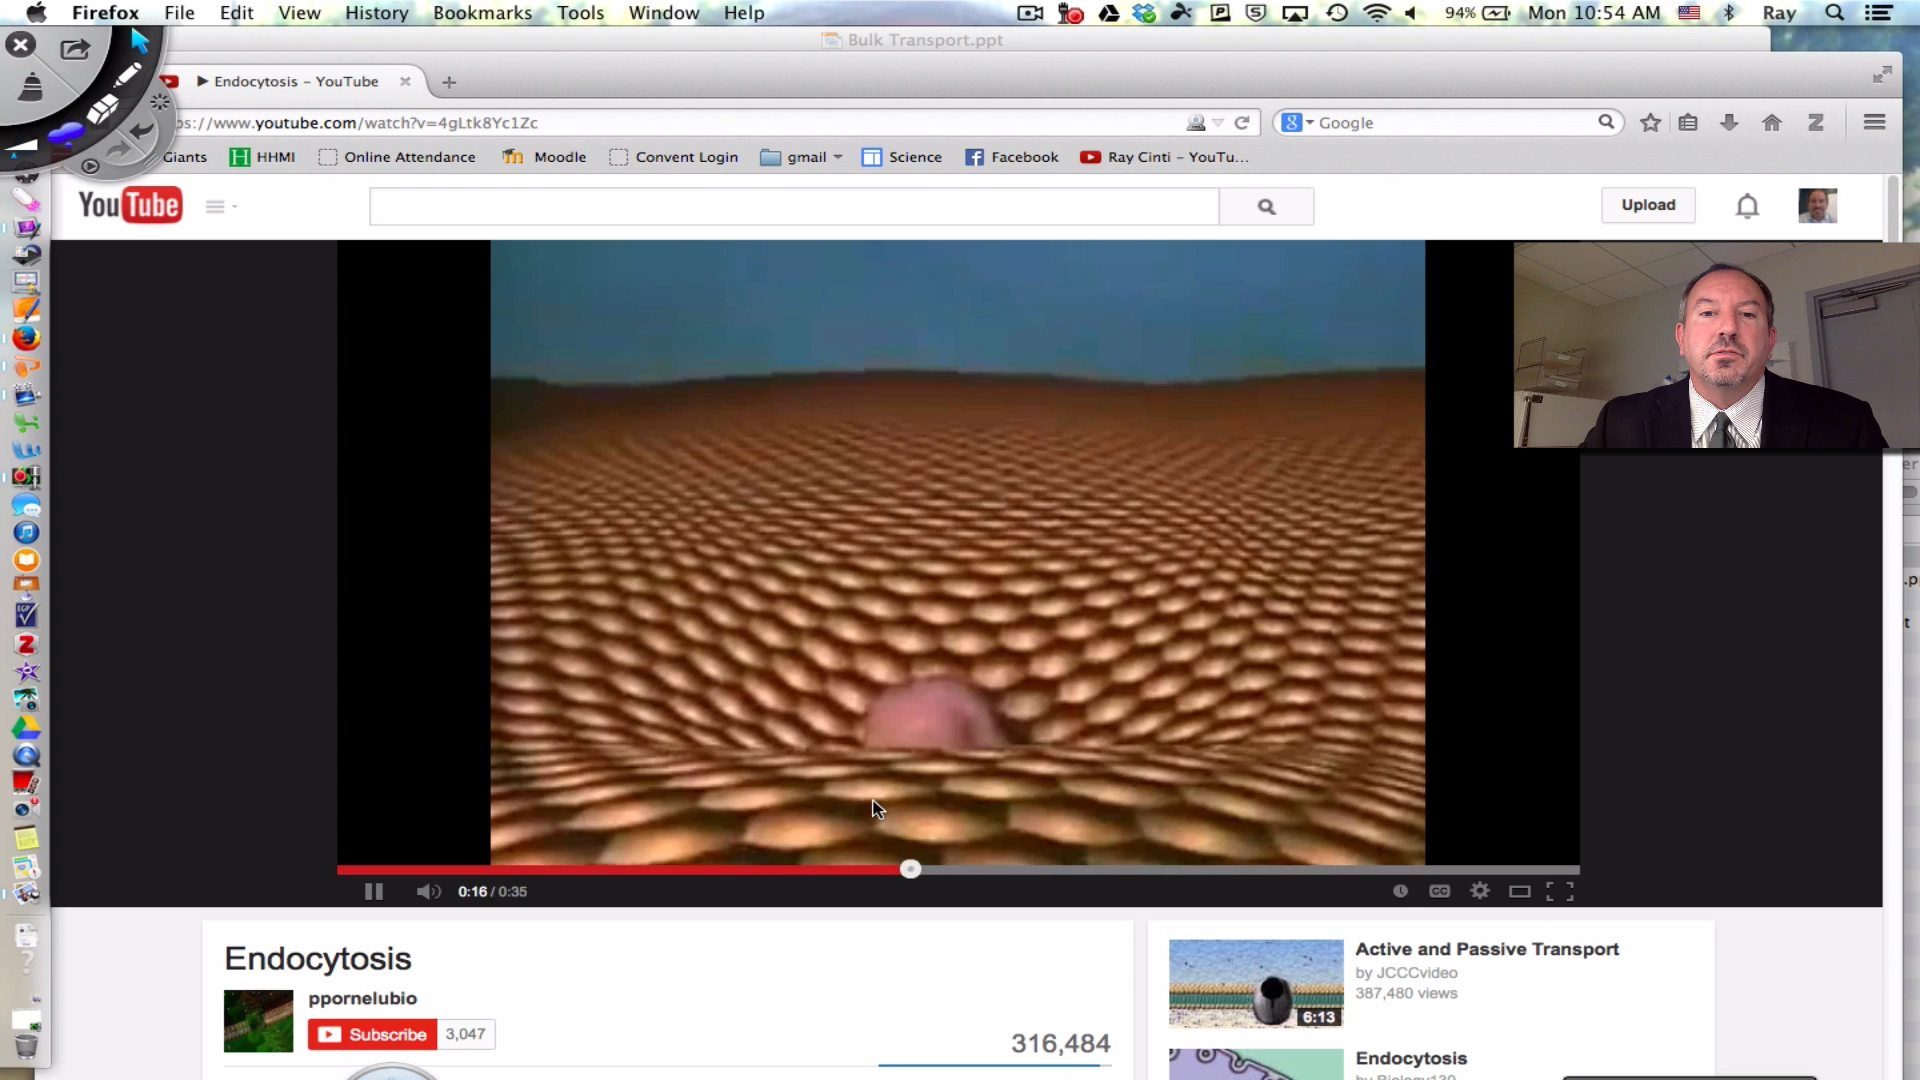 Firefox File Edit View History Bookmarks Tools Window Help 94% Mon 10:54 AM Ray
Bulk Transport.ppt
Endocytosis – YouTube
ps://www.youtube.com/watch?v=4gLtk8Yc1Zc Google
Giants HHMI Online Attendance Moodle Convent Login gmail Science Facebook Ray Cinti – YouTu...
YouTube Upload
0:16 / 0:35
Endocytosis
ppornelubio
Subscribe 3,047
316,484
Active and Passive Transport
by JCCCvideo
387,480 views
6:13
Endocytosis